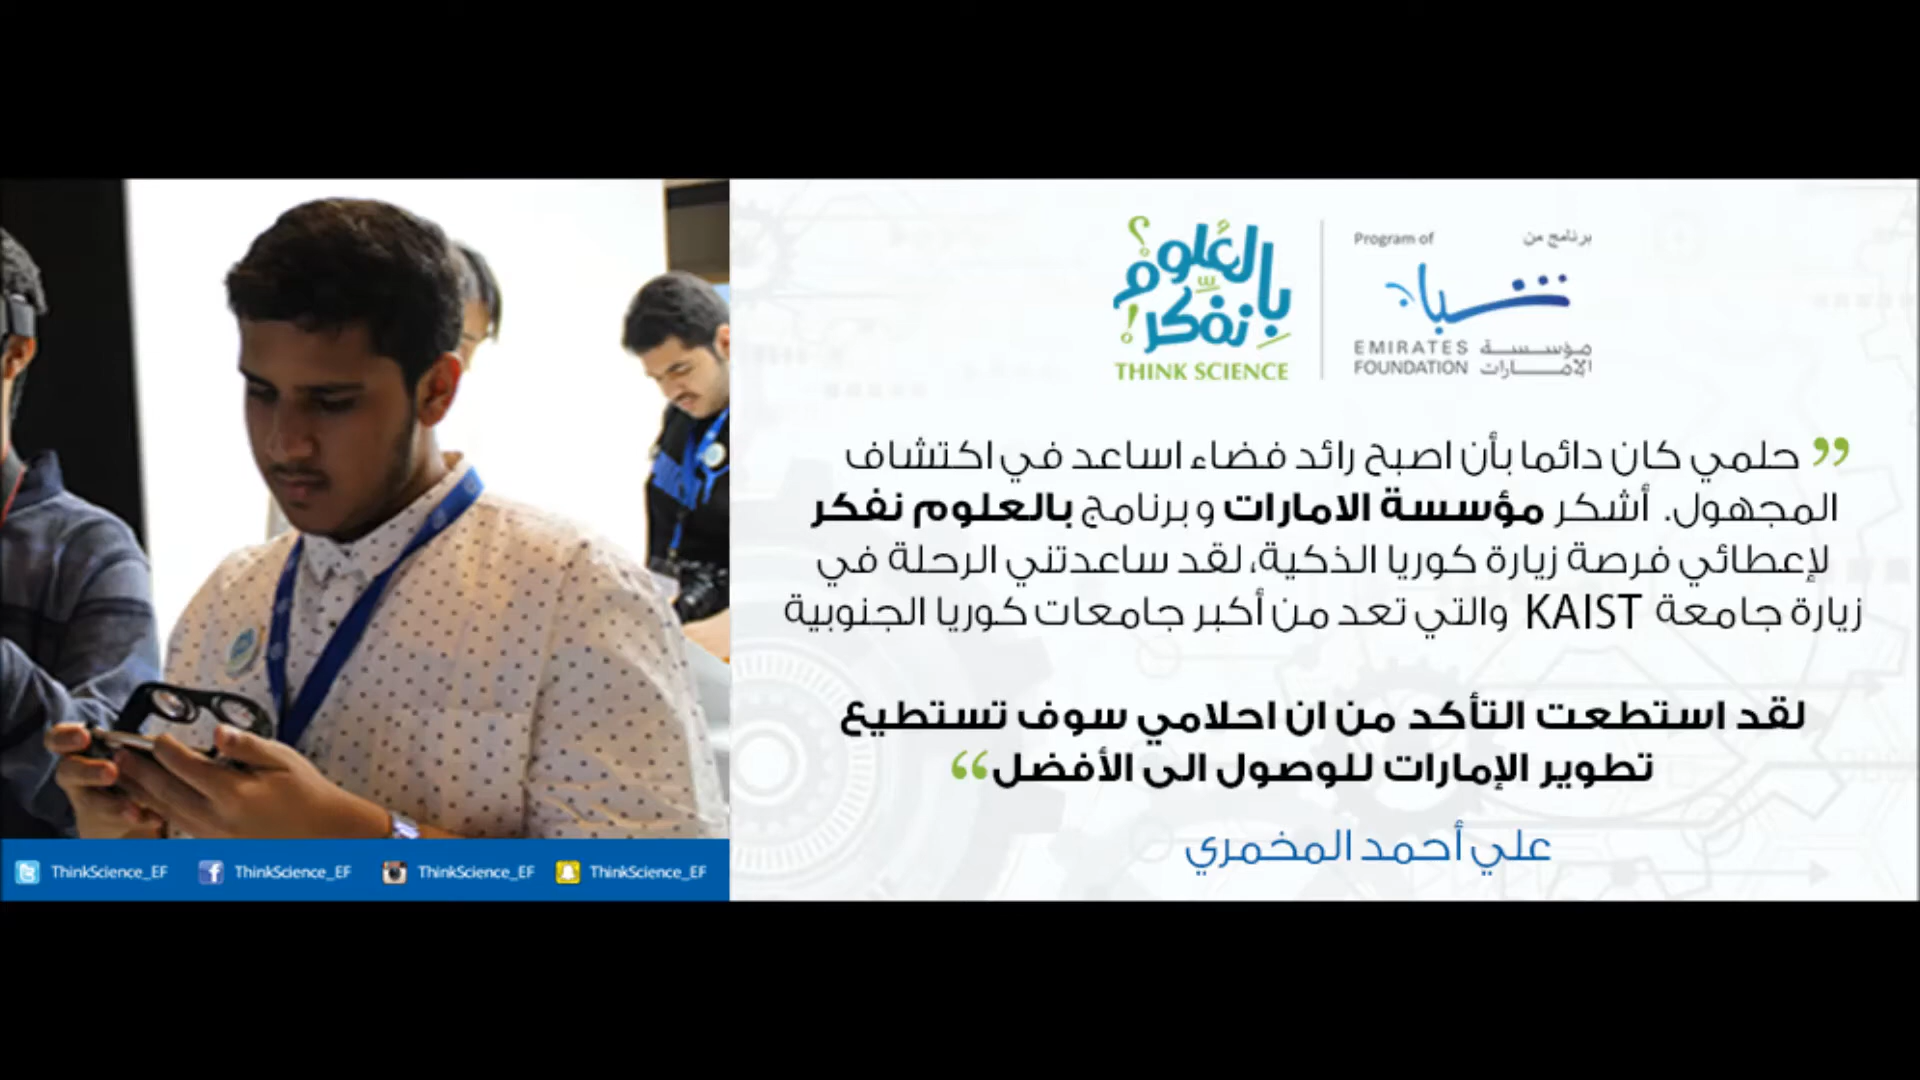 بالعلوم نفكر
؟
!
THINK SCIENCE
Program of برنامج من
شباب
EMIRATES FOUNDATION
مؤسسة الإمارات
” حلمي كان دائما بأن اصبح رائد فضاء اساعد في اكتشاف
المجهول. أشكر مؤسسة الامارات و برنامج بالعلوم نفكر
لإعطائي فرصة زيارة كوريا الذكية، لقد ساعدتني الرحلة في
زيارة جامعة KAIST والتي تعد من أكبر جامعات كوريا الجنوبية
لقد استطعت التأكد من ان احلامي سوف تستطيع
تطوير الإمارات للوصول الى الأفضل“
علي أحمد المخمري
ThinkScience_EF ThinkScience_EF ThinkScience_EF ThinkScience_EF